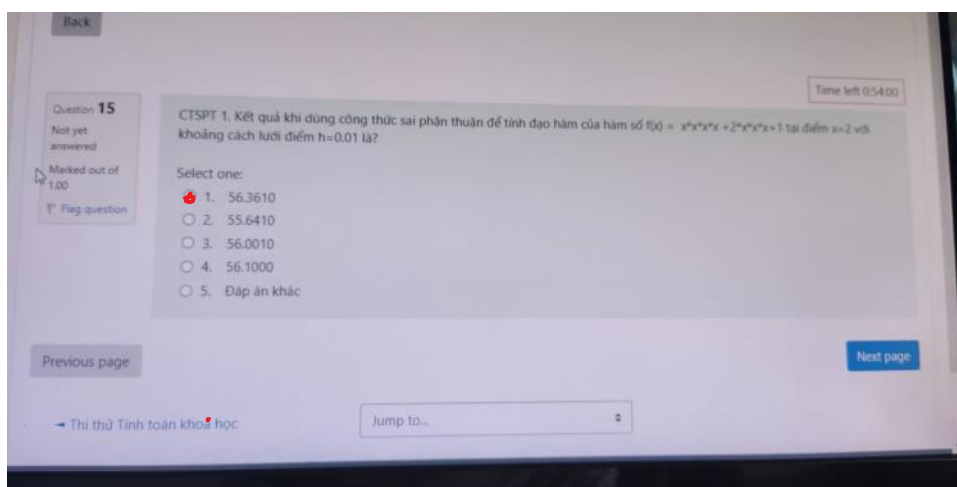 Back
Time left 0:54:00
Question 15
Not yet
answered
Marked out of
1.00
Flag question
CTSPT 1. Kết quả khi dùng công thức sai phân thuận để tính đạo hàm của hàm số f(x) = x*x*x*x +2*x*x*x+1 tại điểm x=2 với
khoảng cách lưới điểm h=0.01 là?
Select one:
1. 56.3610
2. 55.6410
3. 56.0010
4. 56.1000
5. Đáp án khác
Previous page
Next page
◄ Thi thử Tính toán khoa học
Jump to...